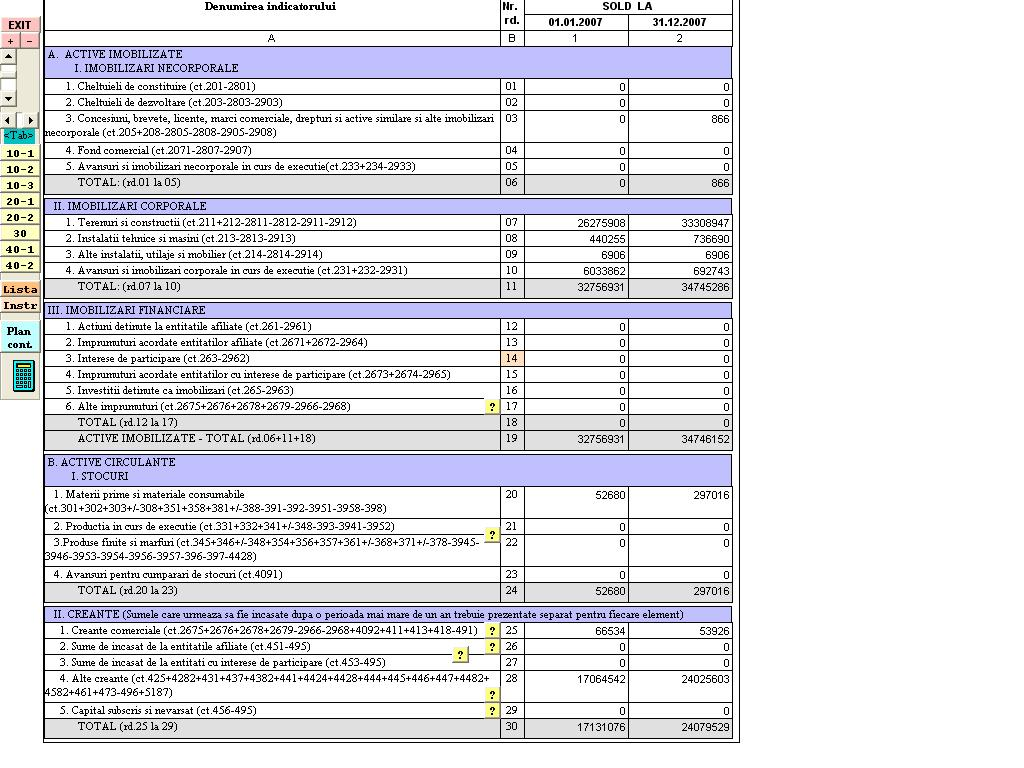 Denumirea indicatorului Nr. rd. SOLD LA
01.01.2007 31.12.2007
A B 1 2
A. ACTIVE IMOBILIZATE
I. IMOBILIZARI NECORPORALE
1. Cheltuieli de constituire (ct.201-2801) 01 0 0
2. Cheltuieli de dezvoltare (ct.203-2803-2903) 02 0 0
3. Concesiuni, brevete, licente, marci comerciale, drepturi si active similare si alte imobilizari 03 0 866
necorporale (ct.205+208-2805-2808-2905-2908)
4. Fond comercial (ct.2071-2807-2907) 04 0 0
5. Avansuri si imobilizari necorporale in curs de executie(ct.233+234-2933) 05 0 0
TOTAL: (rd.01 la 05) 06 0 866
II. IMOBILIZARI CORPORALE
1. Terenuri si constructii (ct.211+212-2811-2812-2911-2912) 07 26275908 33308947
2. Instalatii tehnice si masini (ct.213-2813-2913) 08 440255 736690
3. Alte instalatii, utilaje si mobilier (ct.214-2814-2914) 09 6906 6906
4. Avansuri si imobilizari corporale in curs de executie (ct.231+232-2931) 10 6033862 692743
TOTAL: (rd.07 la 10) 11 32756931 34745286
III. IMOBILIZARI FINANCIARE
1. Actiuni detinute la entitatile afiliate (ct.261-2961) 12 0 0
2. Imprumuturi acordate entitatilor afiliate (ct.2671+2672-2964) 13 0 0
3. Interese de participare (ct.263-2962) 14 0 0
4. Imprumuturi acordate entitatilor cu interese de participare (ct.2673+2674-2965) 15 0 0
5. Investitii detinute ca imobilizari (ct.265-2963) 16 0 0
6. Alte imprumuturi (ct.2675+2676+2678+2679-2966-2968) ? 17 0 0
TOTAL (rd.12 la 17) 18 0 0
ACTIVE IMOBILIZATE - TOTAL (rd.06+11+18) 19 32756931 34746152
B. ACTIVE CIRCULANTE
I. STOCURI
1. Materii prime si materiale consumabile 20 52680 297016
(ct.301+302+303+/-308+351+358+381+/-388-391-392-3951-3958-398)
2. Productia in curs de executie (ct.331+332+341+/-348-393-3941-3952) ? 21 0 0
3.Produse finite si marfuri (ct.345+346+/-348+354+356+357+361+/-368+371+/-378-3945- 22 0 0
3946-3953-3954-3956-3957-396-397-4428)
4. Avansuri pentru cumparari de stocuri (ct.4091) 23 0 0
TOTAL (rd.20 la 23) 24 52680 297016
II. CREANTE (Sumele care urmeaza sa fie incasate dupa o perioada mai mare de un an trebuie prezentate separat pentru fiecare element)
1. Creante comerciale (ct.2675+2676+2678+2679-2966-2968+4092+411+413+418-491) ? 25 66534 53926
2. Sume de incasat de la entitatile afiliate (ct.451-495) ? 26 0 0
3. Sume de incasat de la entitati cu interese de participare (ct.453-495) ? 27 0 0
4. Alte creante (ct.425+4282+431+437+4382+441+4424+4428+444+445+446+447+4482+ 28 17064542 24025603
4582+461+473-496+5187) ?
5. Capital subscris si nevarsat (ct.456-495) ? 29 0 0
TOTAL (rd.25 la 29) 30 17131076 24079529
EXIT
+ -
<Tab>
10-1
10-2
10-3
20-1
20-2
30
40-1
40-2
Lista
Instr
Plan
cont.